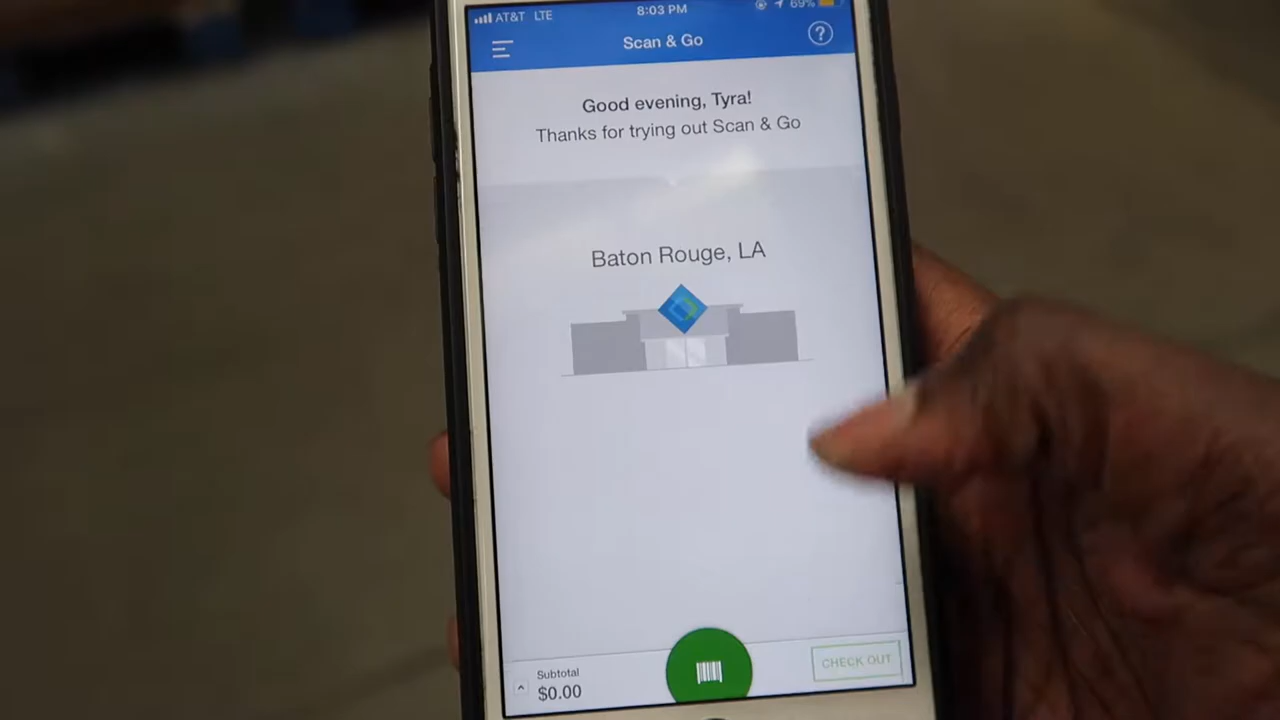 AT&T LTE 8:03 PM 69%
Scan & Go
Good evening, Tyra!
Thanks for trying out Scan & Go
Baton Rouge, LA
Subtotal
$0.00
CHECK OUT